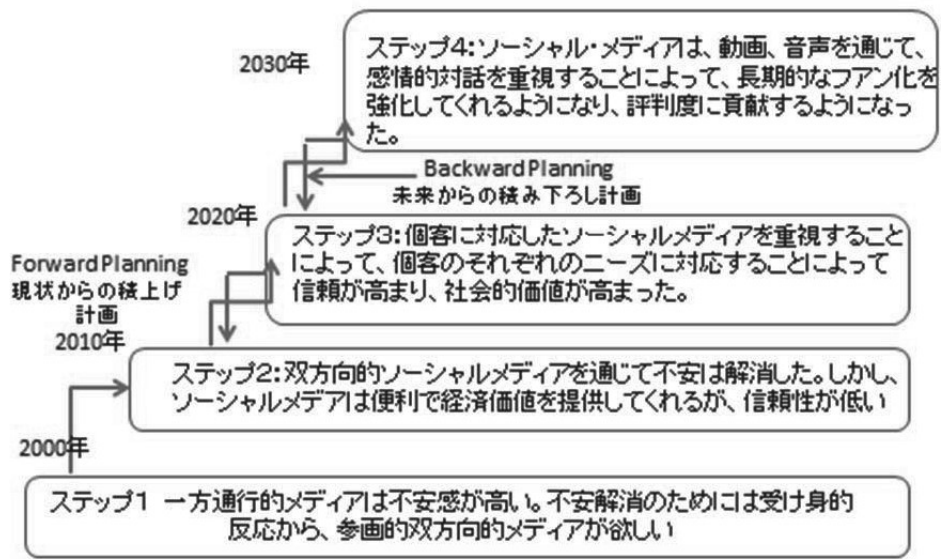 2030年
ステップ4:ソーシャル・メディアは、動画、音声を通じて、
感情的対話を重視することによって、長期的なフアン化を
強化してくれるようになり、評判度に貢献するようになっ
た。
Backward Planning
未来からの積み下ろし計画
2020年
ステップ3:個客に対応したソーシャルメディアを重視すること
によって、個客のそれぞれのニーズに対応することによって
信頼が高まり、社会的価値が高まった。
Forward Planning
現状からの積上げ
計画
2010年
ステップ2:双方向的ソーシャルメディアを通じて不安は解消した。しかし、
ソーシャルメデアは便利で経済価値を提供してくれるが、信頼性が低い
2000年
ステップ1 一方通行的メディアは不安感が高い。不安解消のためには受け身的
反応から、参画的双方向的メディアが欲しい